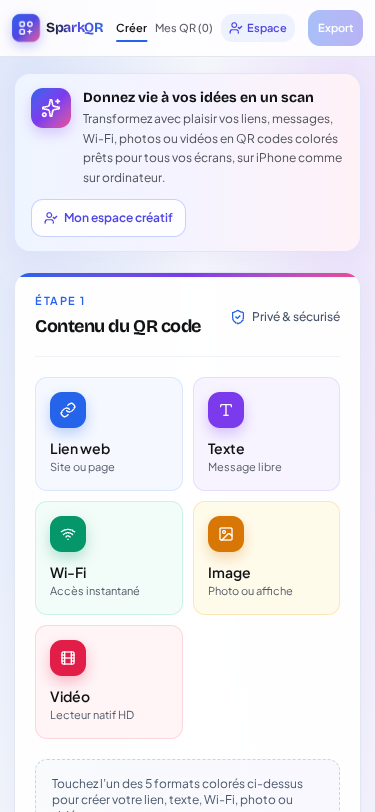 SparkQR
Créer
Mes QR (0)
Espace
Export
Donnez vie à vos idées en un scan
Transformez avec plaisir vos liens, messages,
Wi-Fi, photos ou vidéos en QR codes colorés
prêts pour tous vos écrans, sur iPhone comme
sur ordinateur.
Mon espace créatif
ÉTAPE 1
Contenu du QR code
Privé & sécurisé
Lien web
Site ou page
Texte
Message libre
Wi-Fi
Accès instantané
Image
Photo ou affiche
Vidéo
Lecteur natif HD
Touchez l'un des 5 formats colorés ci-dessus
pour créer votre lien, texte, Wi-Fi, photo ou